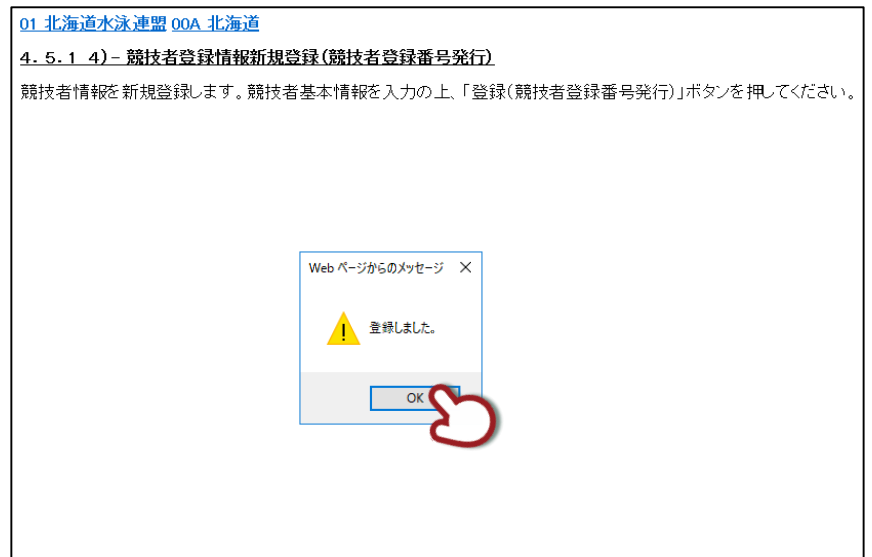 01 北海道水泳連盟 00A 北海道
4．5．1 4）－ 競技者登録情報新規登録（競技者登録番号発行）
競技者情報を新規登録します。競技者基本情報を入力の上、「登録（競技者登録番号発行）」ボタンを押してください。
Web ページからのメッセージ
登録しました。
OK